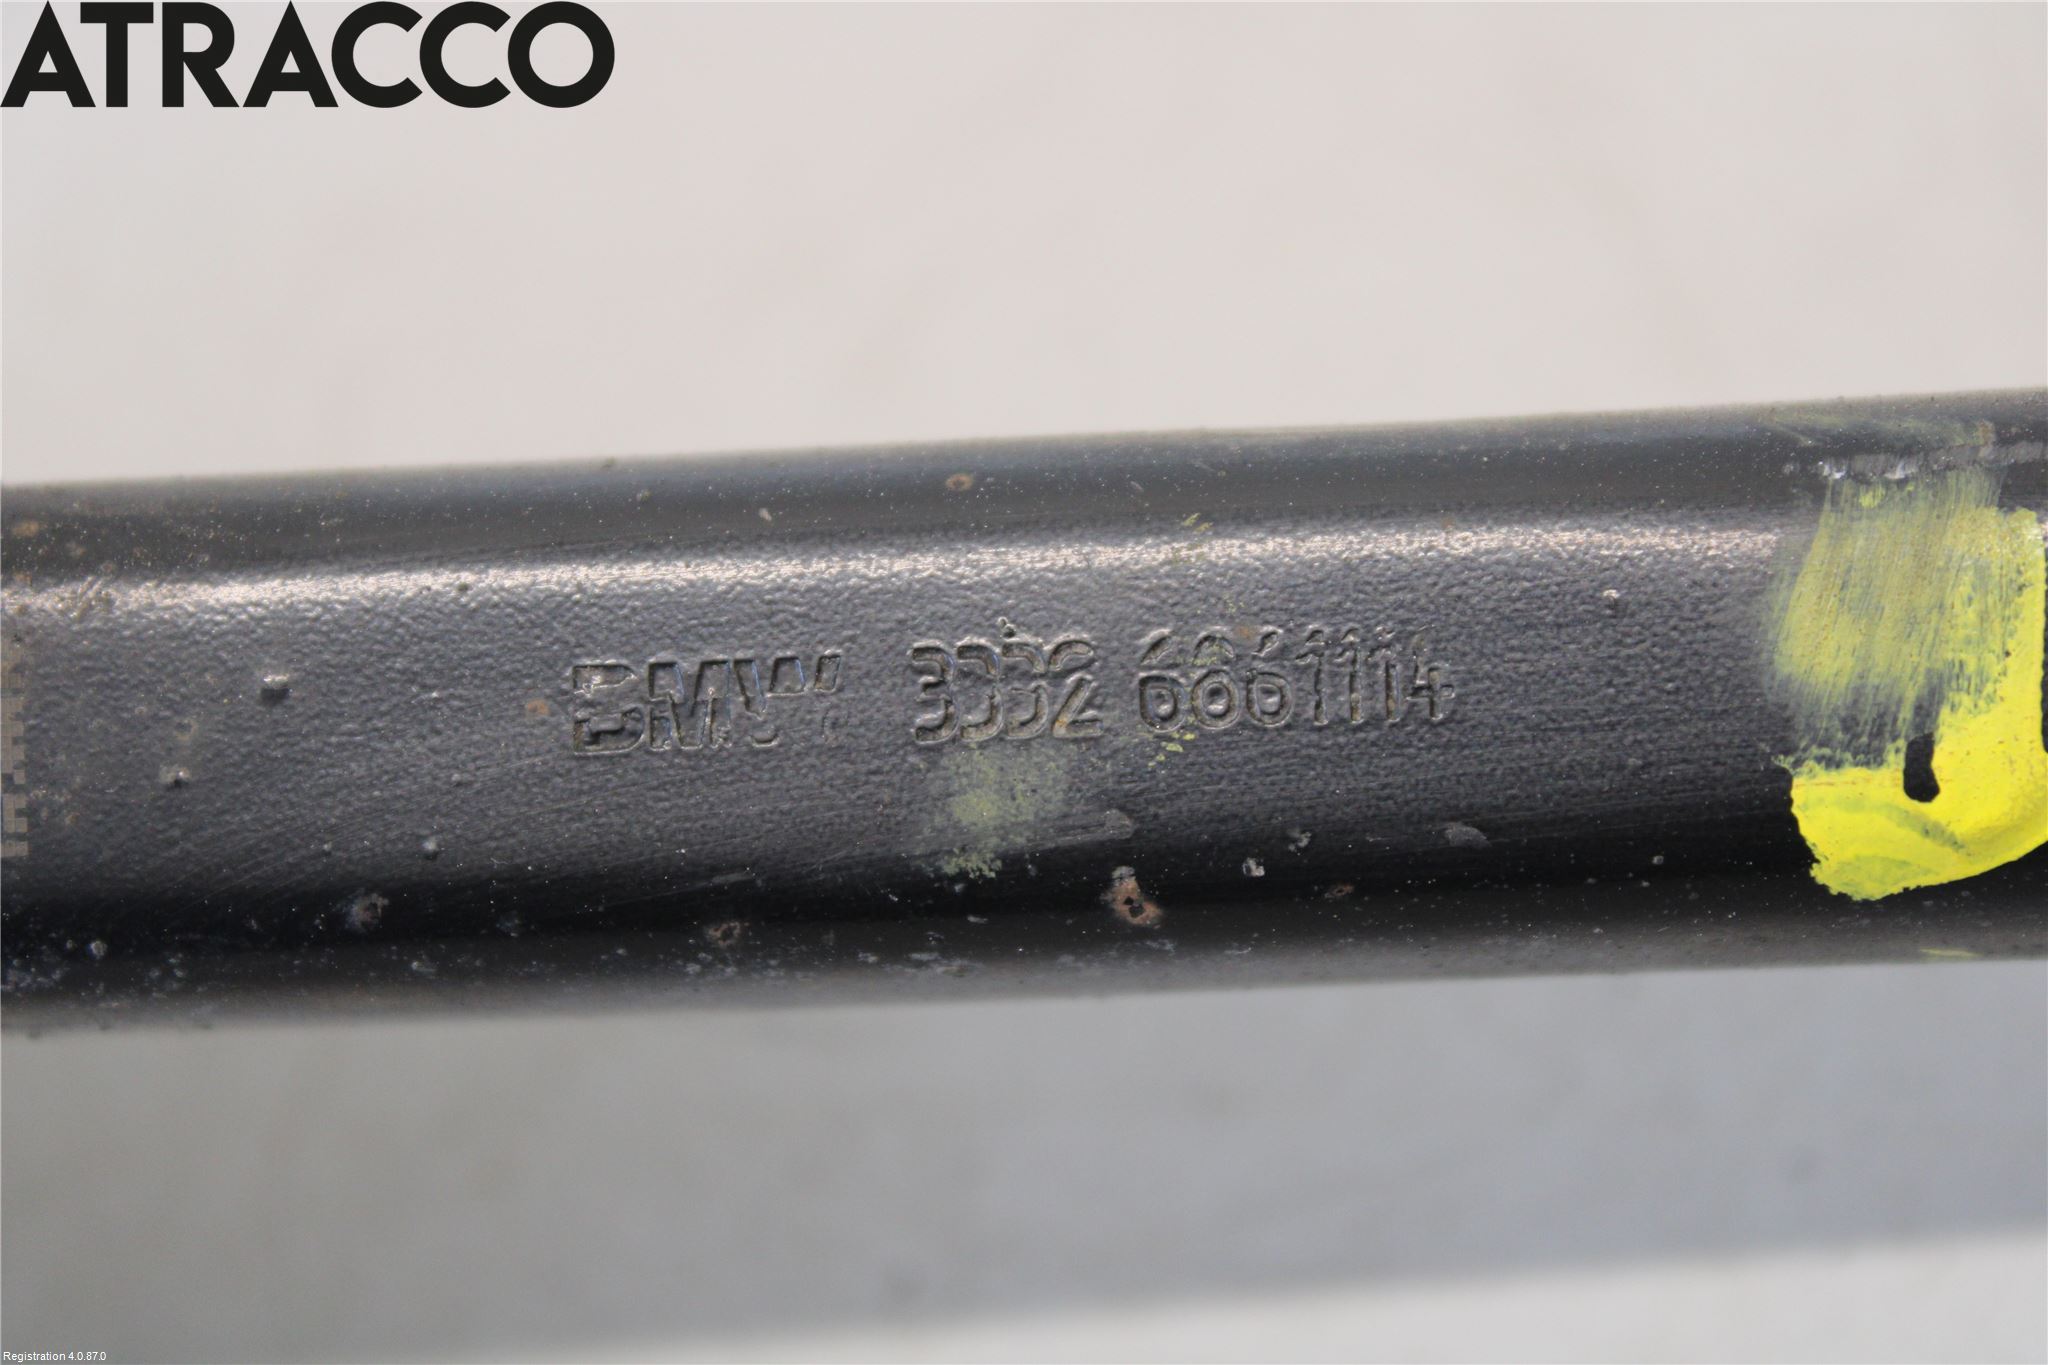 ATRACCO
BMW 3332 6861114
Registration 4.0.87.0